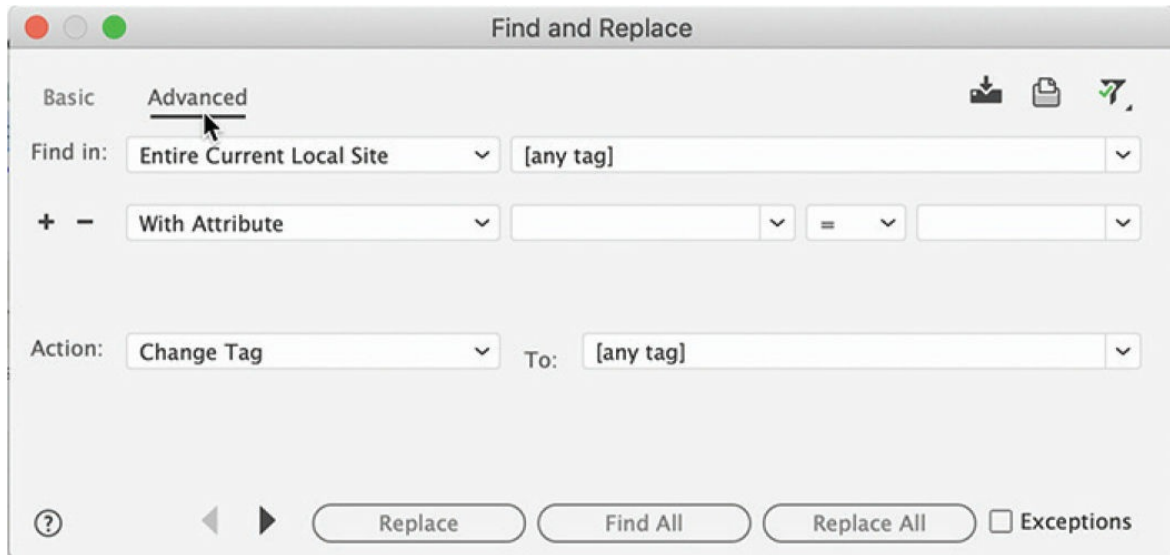 Find and Replace
Basic Advanced
Find in: Entire Current Local Site [any tag]
+ − With Attribute =
Action: Change Tag To: [any tag]
? Replace Find All Replace All Exceptions